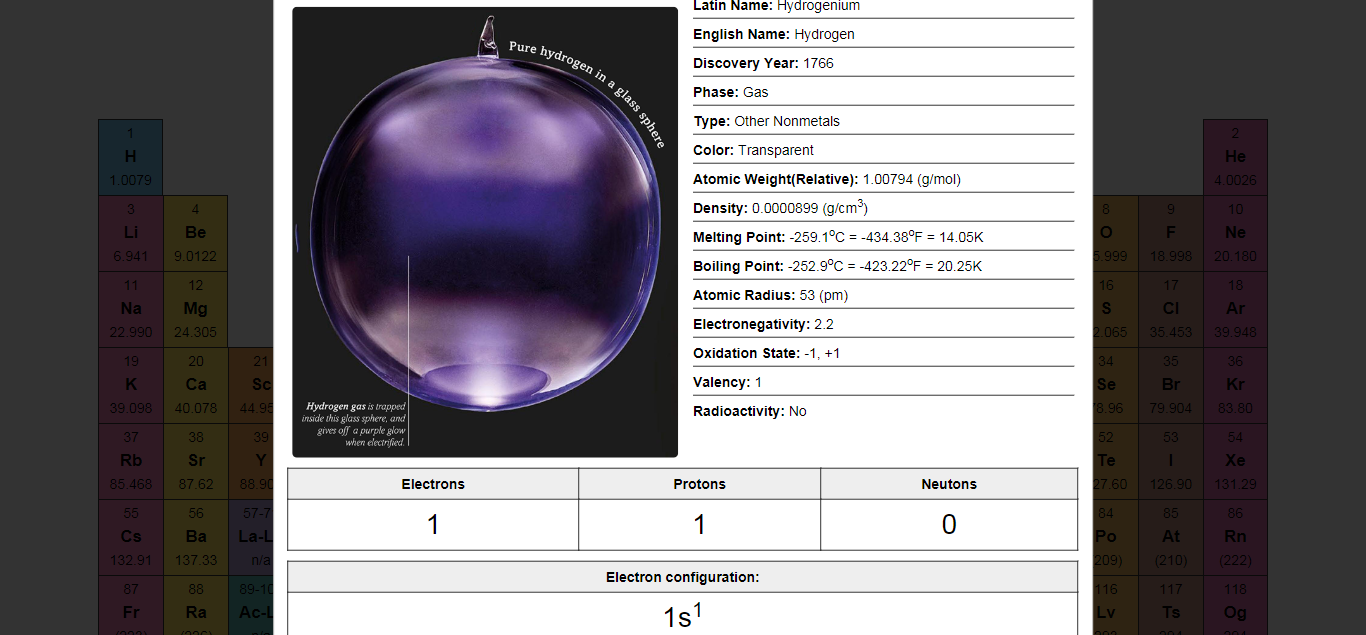 Latin Name: Hydrogenium
English Name: Hydrogen
Discovery Year: 1766
Phase: Gas
Type: Other Nonmetals
Color: Transparent
Atomic Weight(Relative): 1.00794 (g/mol)
Density: 0.0000899 (g/cm3)
Melting Point: -259.1ºC = -434.38ºF = 14.05K
Boiling Point: -252.9ºC = -423.22ºF = 20.25K
Atomic Radius: 53 (pm)
Electronegativity: 2.2
Oxidation State: -1, +1
Valency: 1
Radioactivity: No
Pure hydrogen in a glass sphere
Hydrogen gas is trapped
inside this glass sphere, and
gives off a purple glow
when electrified.
Electrons Protons Neutons
1 1 0
Electron configuration:
1s1
1 2
H He
1.0079 4.0026
3 4 8 9 10
Li Be O F Ne
6.941 9.0122 5.999 18.998 20.180
11 12 16 17 18
Na Mg S Cl Ar
22.990 24.305 2.065 35.453 39.948
19 20 21 34 35 36
K Ca Sc Se Br Kr
39.098 40.078 44.95 78.96 79.904 83.80
37 38 39 52 53 54
Rb Sr Y Te I Xe
85.468 87.62 88.90 27.60 126.90 131.29
55 56 57-7 84 85 86
Cs Ba La-L Po At Rn
132.91 137.33 n/a 209) (210) (222)
87 88 89-10 116 117 118
Fr Ra Ac-L Lv Ts Og